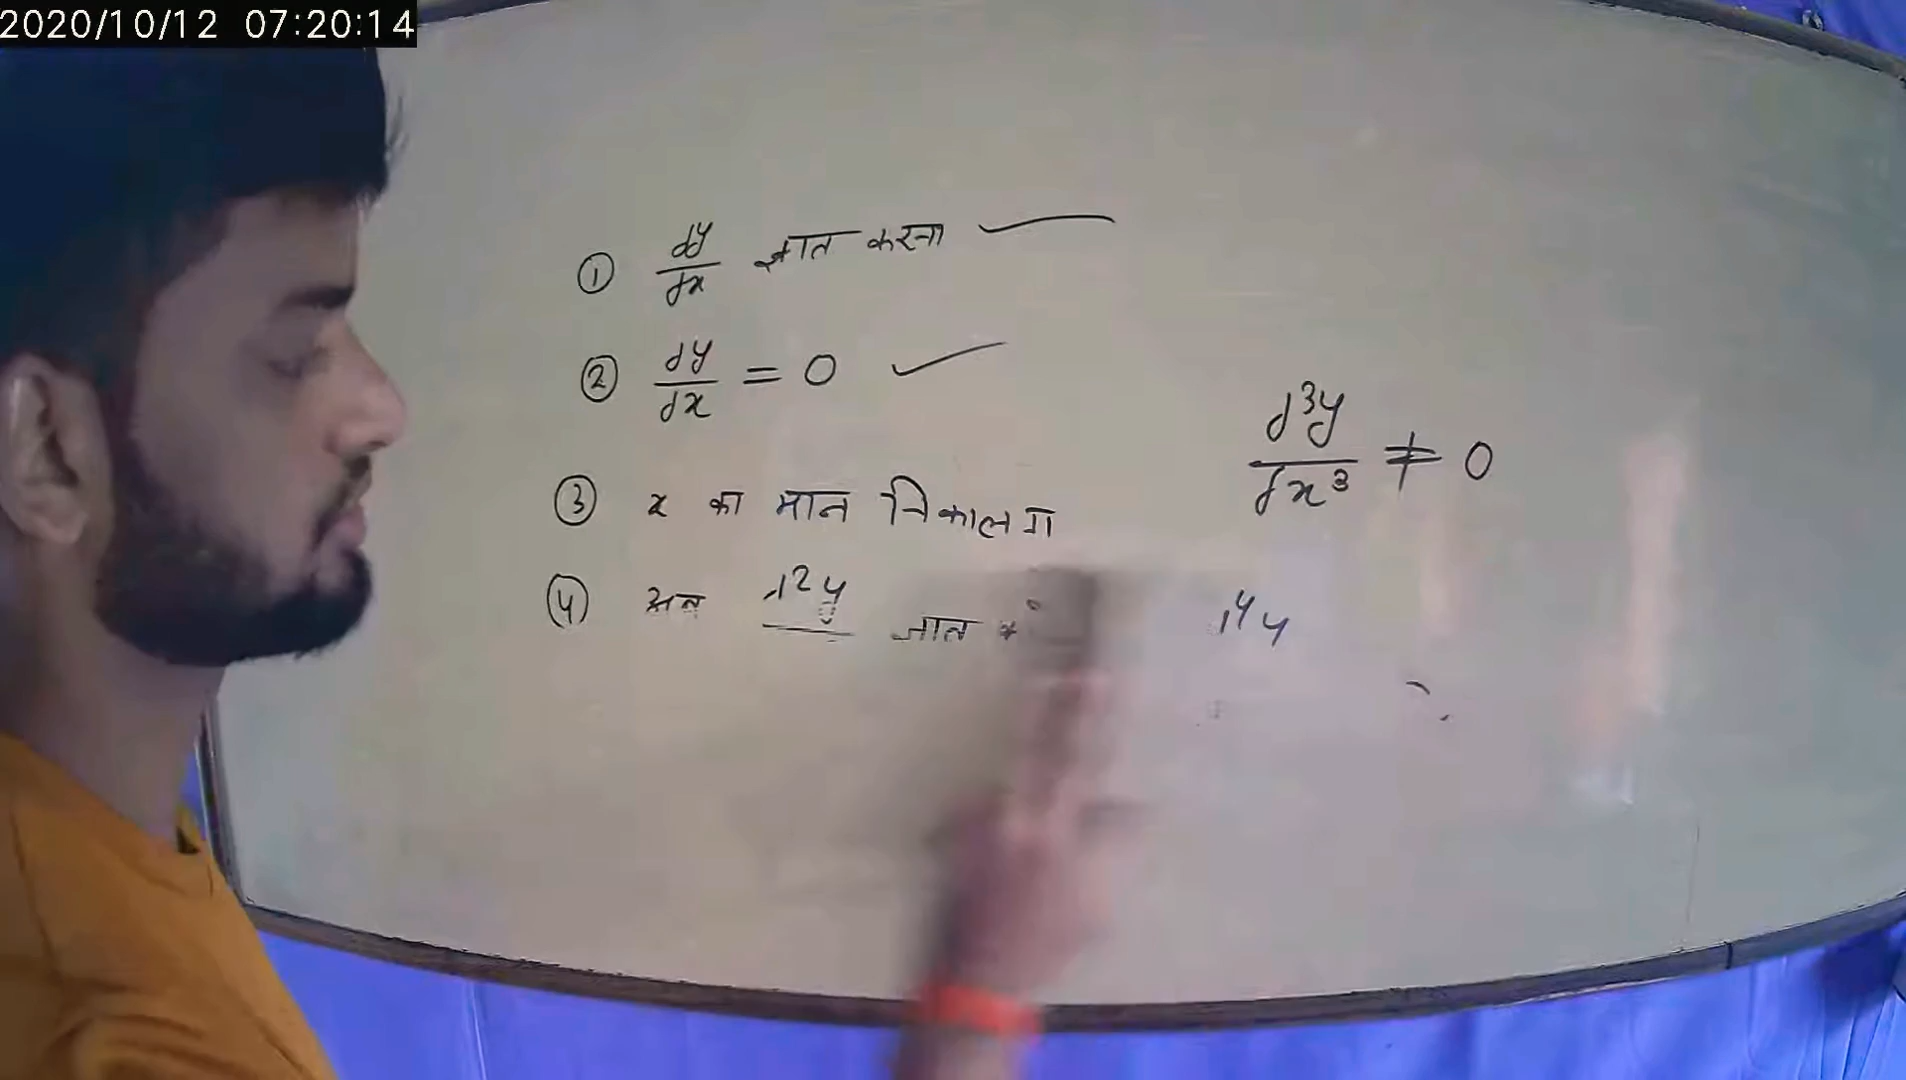 2020/10/12 07:20:14
① dy/dx ज्ञात करना
② dy/dx = 0
③ x का मान निकालना
④ अब d²y ज्ञात
d³y/dx³ ≠ 0
d⁴y